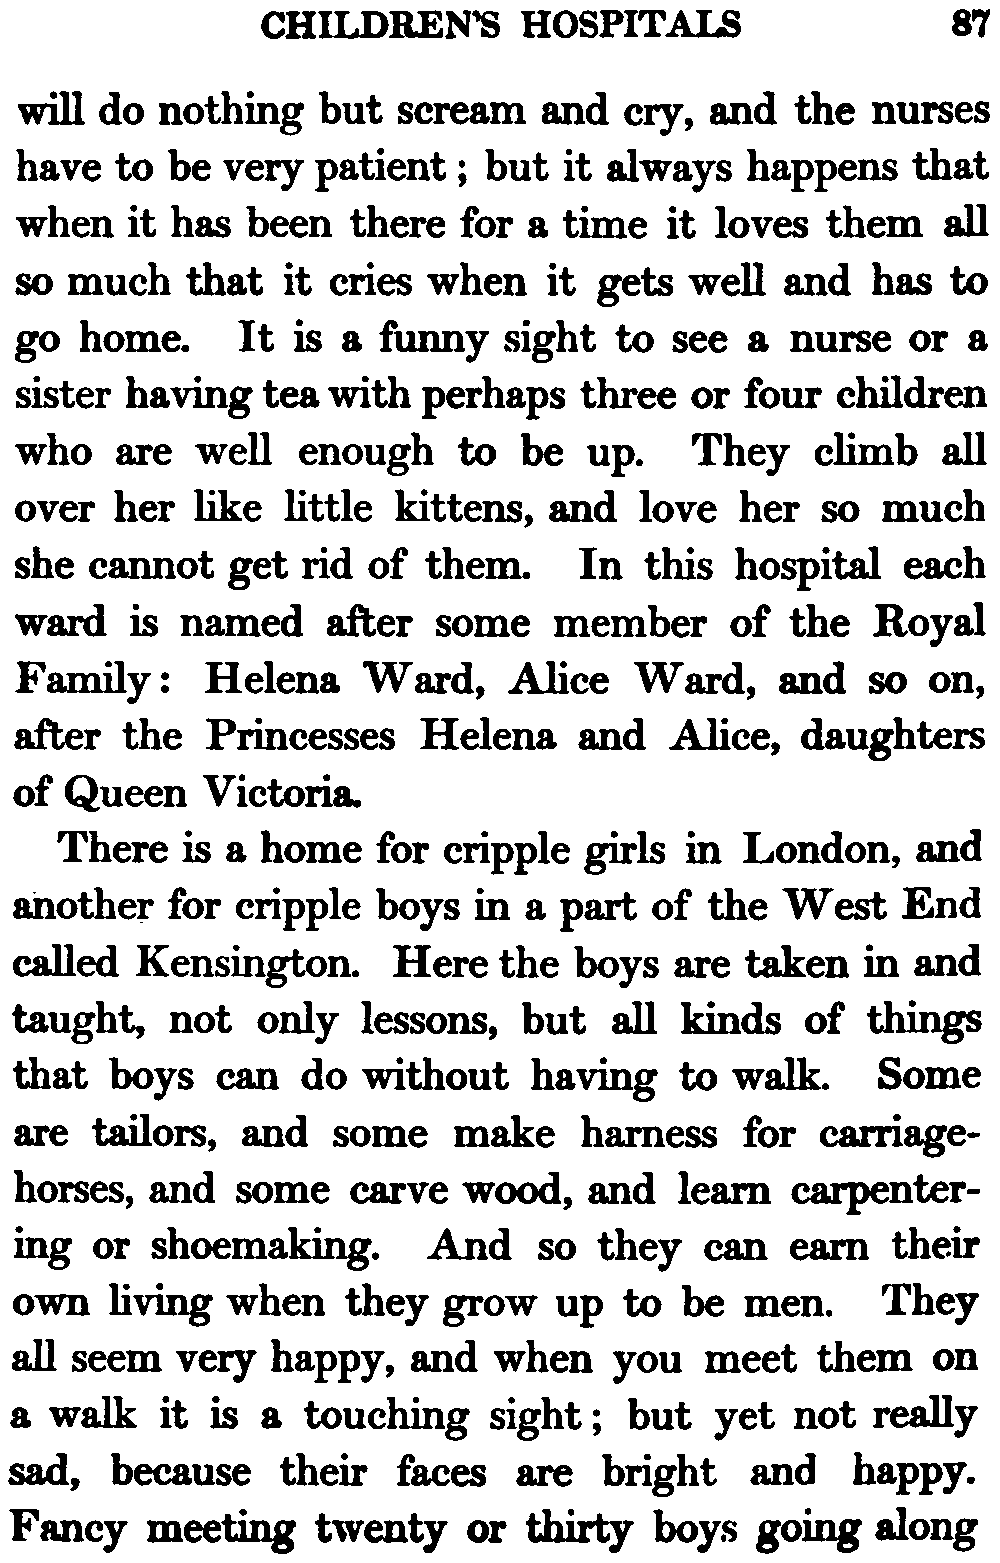 CHILDREN'S HOSPITALS 87
will do nothing but scream and cry, and the nurses
have to be very patient ; but it always happens that
when it has been there for a time it loves them all
so much that it cries when it gets well and has to
go home. It is a funny sight to see a nurse or a
sister having tea with perhaps three or four children
who are well enough to be up. They climb all
over her like little kittens, and love her so much
she cannot get rid of them. In this hospital each
ward is named after some member of the Royal
Family : Helena Ward, Alice Ward, and so on,
after the Princesses Helena and Alice, daughters
of Queen Victoria.
There is a home for cripple girls in London, and
another for cripple boys in a part of the West End
called Kensington. Here the boys are taken in and
taught, not only lessons, but all kinds of things
that boys can do without having to walk. Some
are tailors, and some make harness for carriage-
horses, and some carve wood, and learn carpenter-
ing or shoemaking. And so they can earn their
own living when they grow up to be men. They
all seem very happy, and when you meet them on
a walk it is a touching sight ; but yet not really
sad, because their faces are bright and happy.
Fancy meeting twenty or thirty boys going along